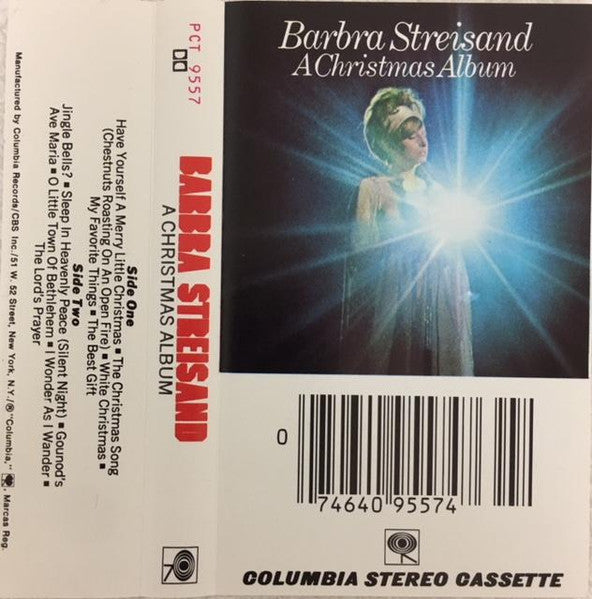 Barbra Streisand
A Christmas Album
0
74640 95574
COLUMBIA STEREO CASSETTE
PCT 9557
BARBRA STREISAND
A CHRISTMAS ALBUM
Side One
Have Yourself A Merry Little Christmas ■ The Christmas Song
(Chestnuts Roasting On An Open Fire) ■ White Christmas ■
My Favorite Things ■ The Best Gift
Side Two
Jingle Bells? ■ Sleep In Heavenly Peace (Silent Night) ■ Gounod's
Ave Maria ■ O Little Town Of Bethlehem ■ I Wonder As I Wander ■
The Lord's Prayer
Manufactured by Columbia Records/CBS Inc./51 W. 52 Street, New York, N.Y./℗ "Columbia," Marcas Reg.